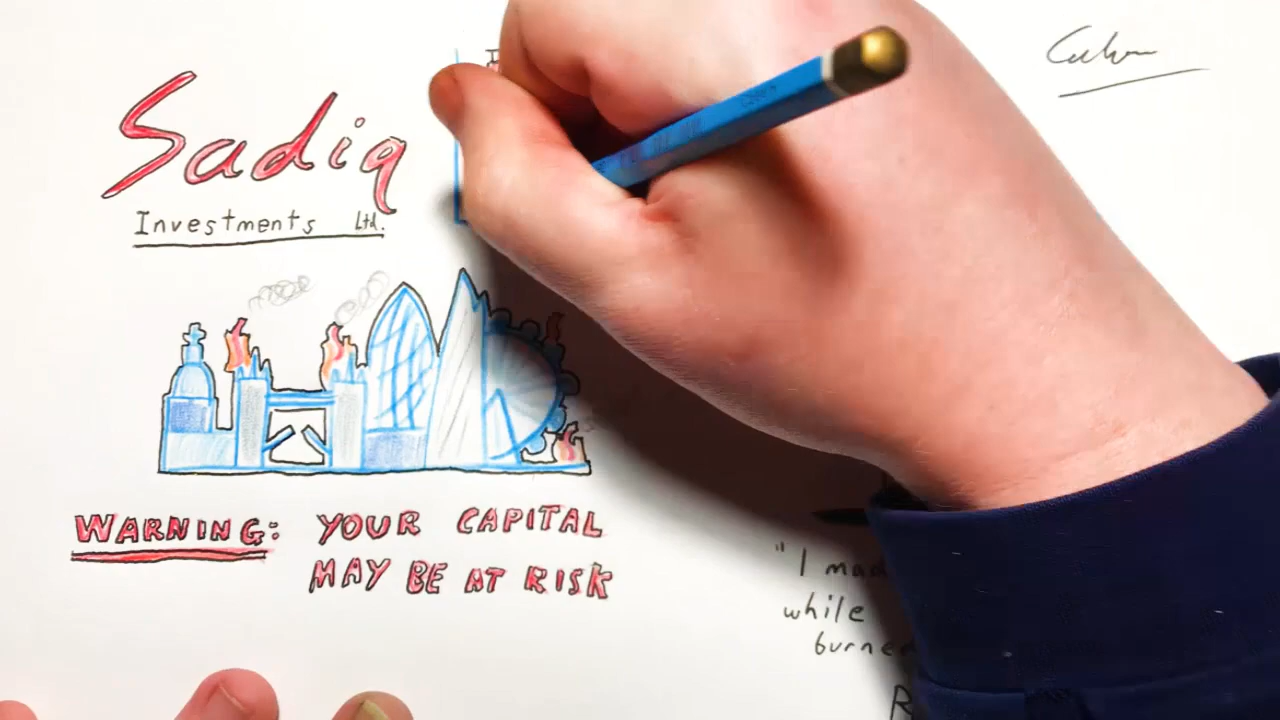 Sadiq
Investments Ltd.
WARNING: YOUR CAPITAL
MAY BE AT RISK
"I
while